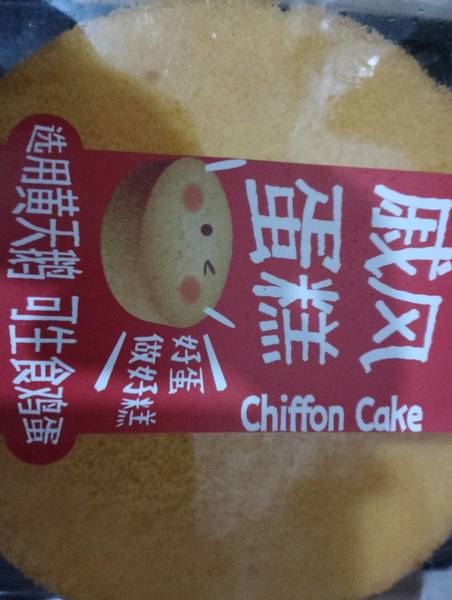 戚风
蛋糕
Chiffon Cake
好蛋
做好糕
选用黄天鹅 可生食鸡蛋